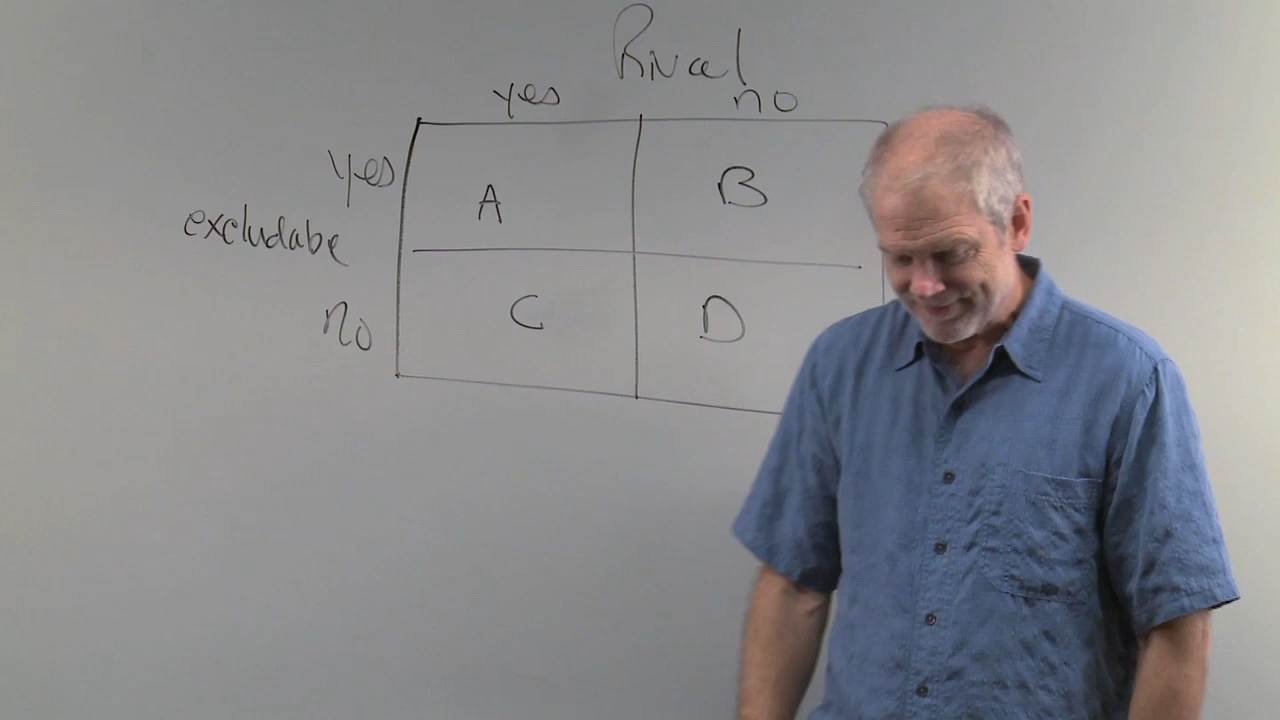 Rival
yes no
yes A B
excludabe
no C D